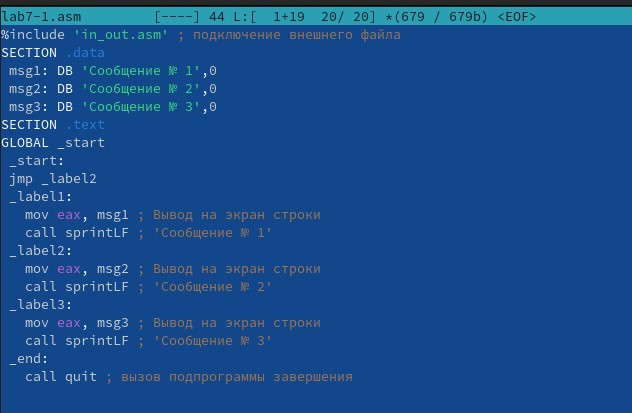 lab7-1.asm [----] 44 L:[ 1+19 20/ 20] *(679 / 679b) <EOF>
%include 'in_out.asm' ; подключение внешнего файла
SECTION .data
msg1: DB 'Сообщение № 1',0
msg2: DB 'Сообщение № 2',0
msg3: DB 'Сообщение № 3',0
SECTION .text
GLOBAL _start
_start:
jmp _label2
_label1:
mov eax, msg1 ; Вывод на экран строки
call sprintLF ; 'Сообщение № 1'
_label2:
mov eax, msg2 ; Вывод на экран строки
call sprintLF ; 'Сообщение № 2'
_label3:
mov eax, msg3 ; Вывод на экран строки
call sprintLF ; 'Сообщение № 3'
_end:
call quit ; вызов подпрограммы завершения